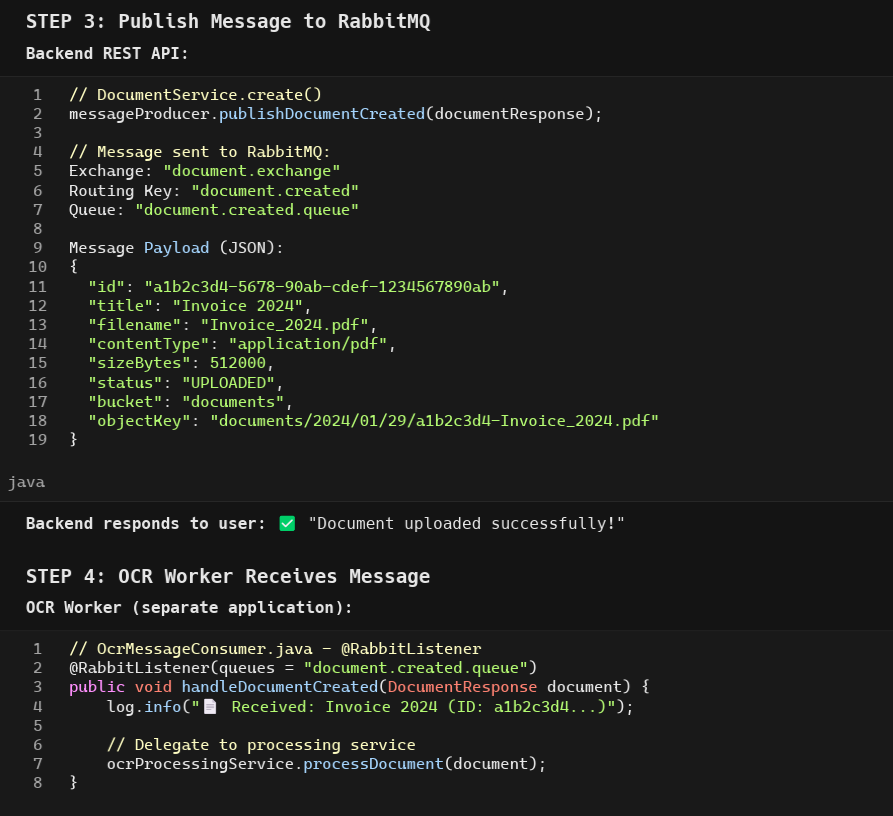 STEP 3: Publish Message to RabbitMQ
Backend REST API:
1 // DocumentService.create()
2 messageProducer.publishDocumentCreated(documentResponse);
3
4 // Message sent to RabbitMQ:
5 Exchange: "document.exchange"
6 Routing Key: "document.created"
7 Queue: "document.created.queue"
8
9 Message Payload (JSON):
10 {
11   "id": "a1b2c3d4-5678-90ab-cdef-1234567890ab",
12   "title": "Invoice 2024",
13   "filename": "Invoice_2024.pdf",
14   "contentType": "application/pdf",
15   "sizeBytes": 512000,
16   "status": "UPLOADED",
17   "bucket": "documents",
18   "objectKey": "documents/2024/01/29/a1b2c3d4-Invoice_2024.pdf"
19 }
java
Backend responds to user: ✅ "Document uploaded successfully!"
STEP 4: OCR Worker Receives Message
OCR Worker (separate application):
1 // OcrMessageConsumer.java - @RabbitListener
2 @RabbitListener(queues = "document.created.queue")
3 public void handleDocumentCreated(DocumentResponse document) {
4     log.info("📄 Received: Invoice 2024 (ID: a1b2c3d4...)");
5
6     // Delegate to processing service
7     ocrProcessingService.processDocument(document);
8 }